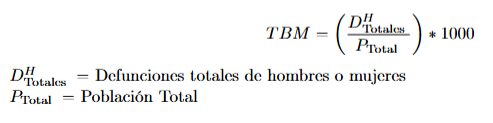 TBM = (D^H_Totales / P_Total) * 1000
D^H_Totales = Defunciones totales de hombres o mujeres
P_Total = Población Total